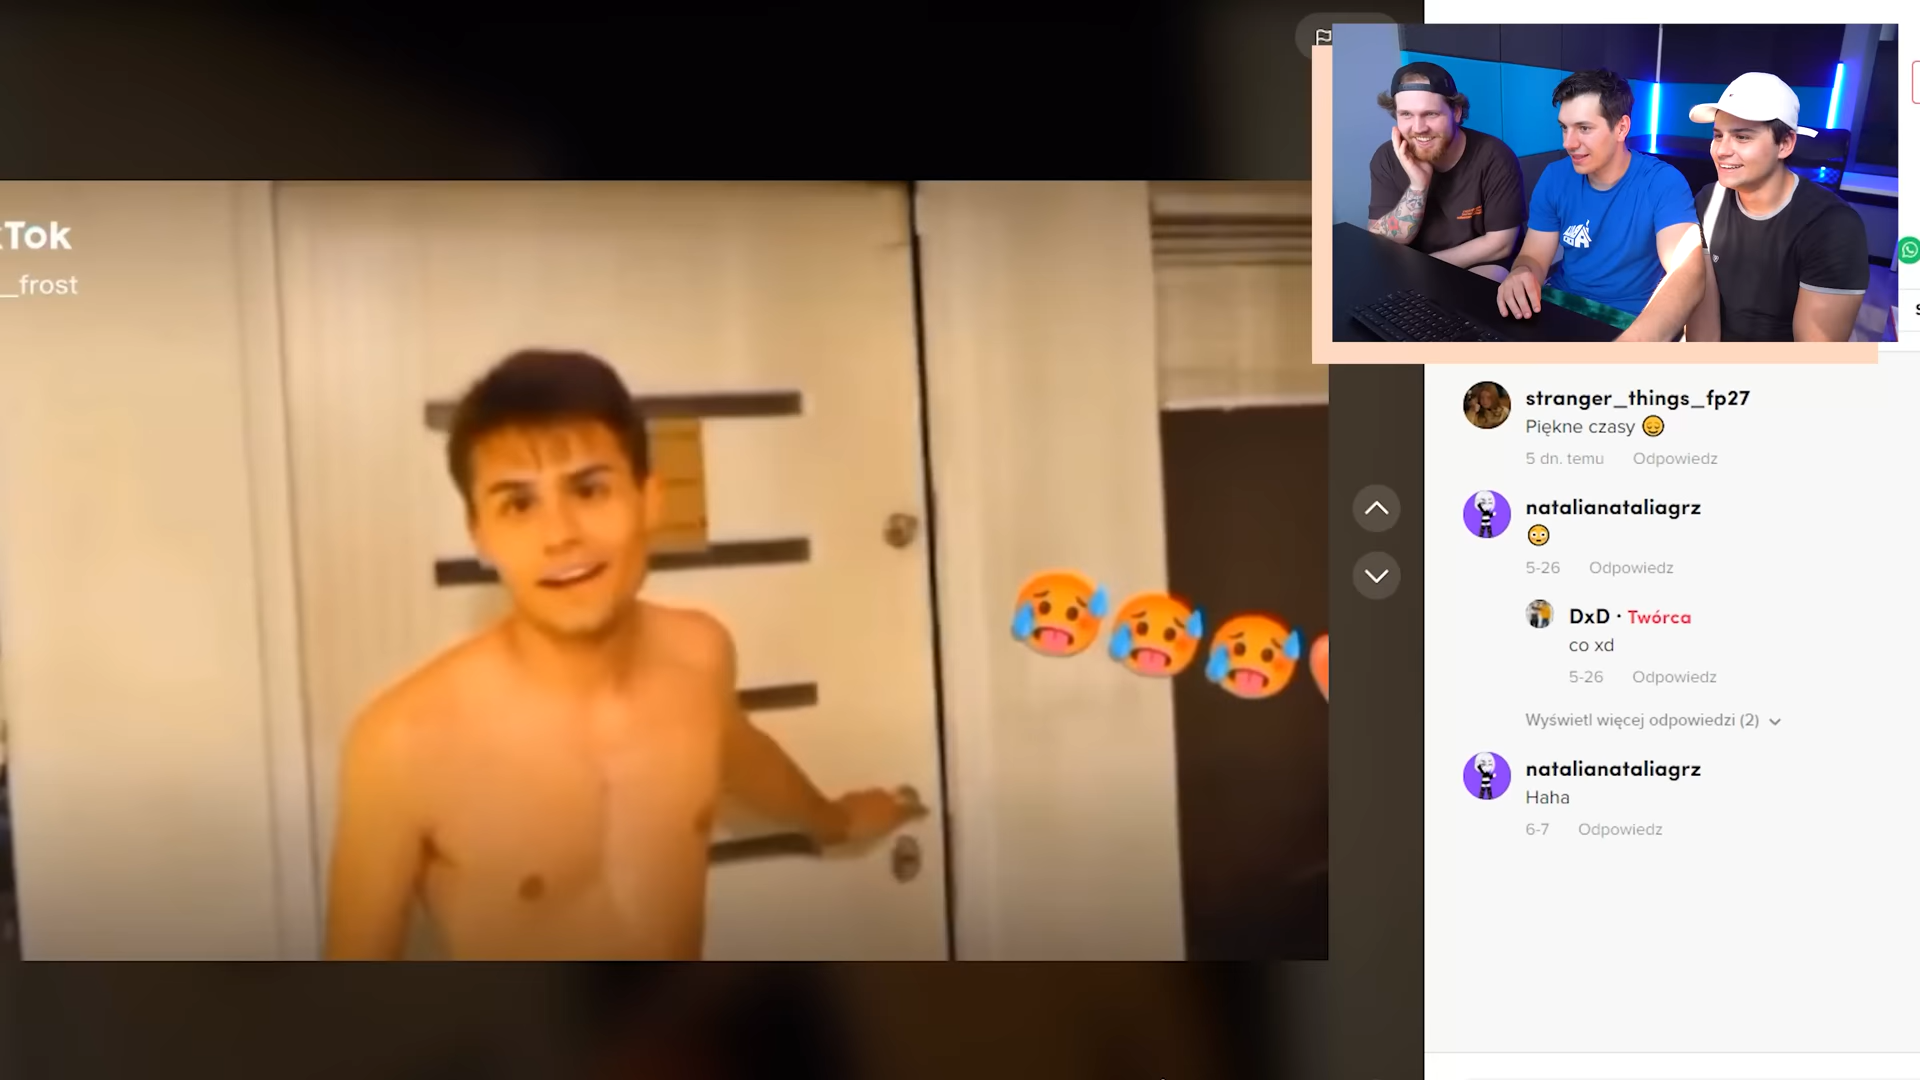 kTok
_frost
stranger_things_fp27
Piękne czasy
5 dn. temu Odpowiedz
natalianataliagrz
5-26 Odpowiedz
DxD · Twórca
co xd
5-26 Odpowiedz
Wyświetl więcej odpowiedzi (2)
natalianataliagrz
Haha
6-7 Odpowiedz